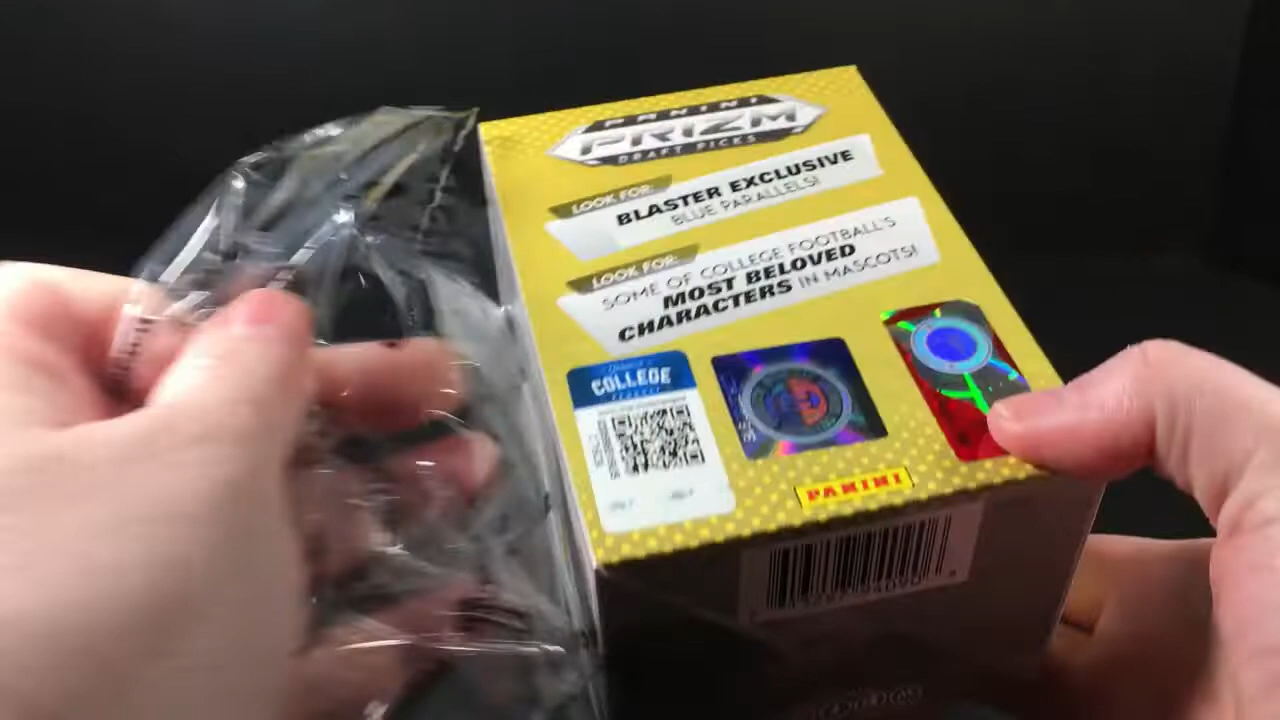 PANINI
PRIZM
DRAFT PICKS
LOOK FOR:
BLASTER EXCLUSIVE
BLUE PARALLELS!
LOOK FOR:
SOME OF COLLEGE FOOTBALL'S
MOST BELOVED
CHARACTERS IN MASCOTS!
COLLEGE
PANINI